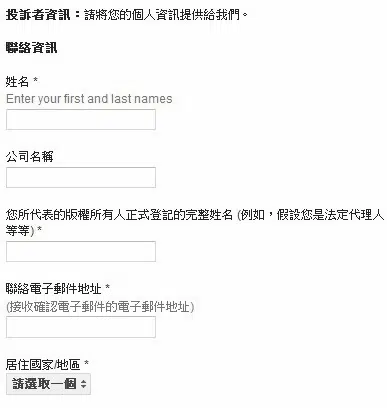 投訴者資訊：請將您的個人資訊提供給我們。
聯絡資訊
姓名 *
Enter your first and last names
公司名稱
您所代表的版權所有人正式登記的完整姓名 (例如，假設您是法定代理人
等等) *
聯絡電子郵件地址 *
(接收確認電子郵件的電子郵件地址)
居住國家/地區 *
請選取一個